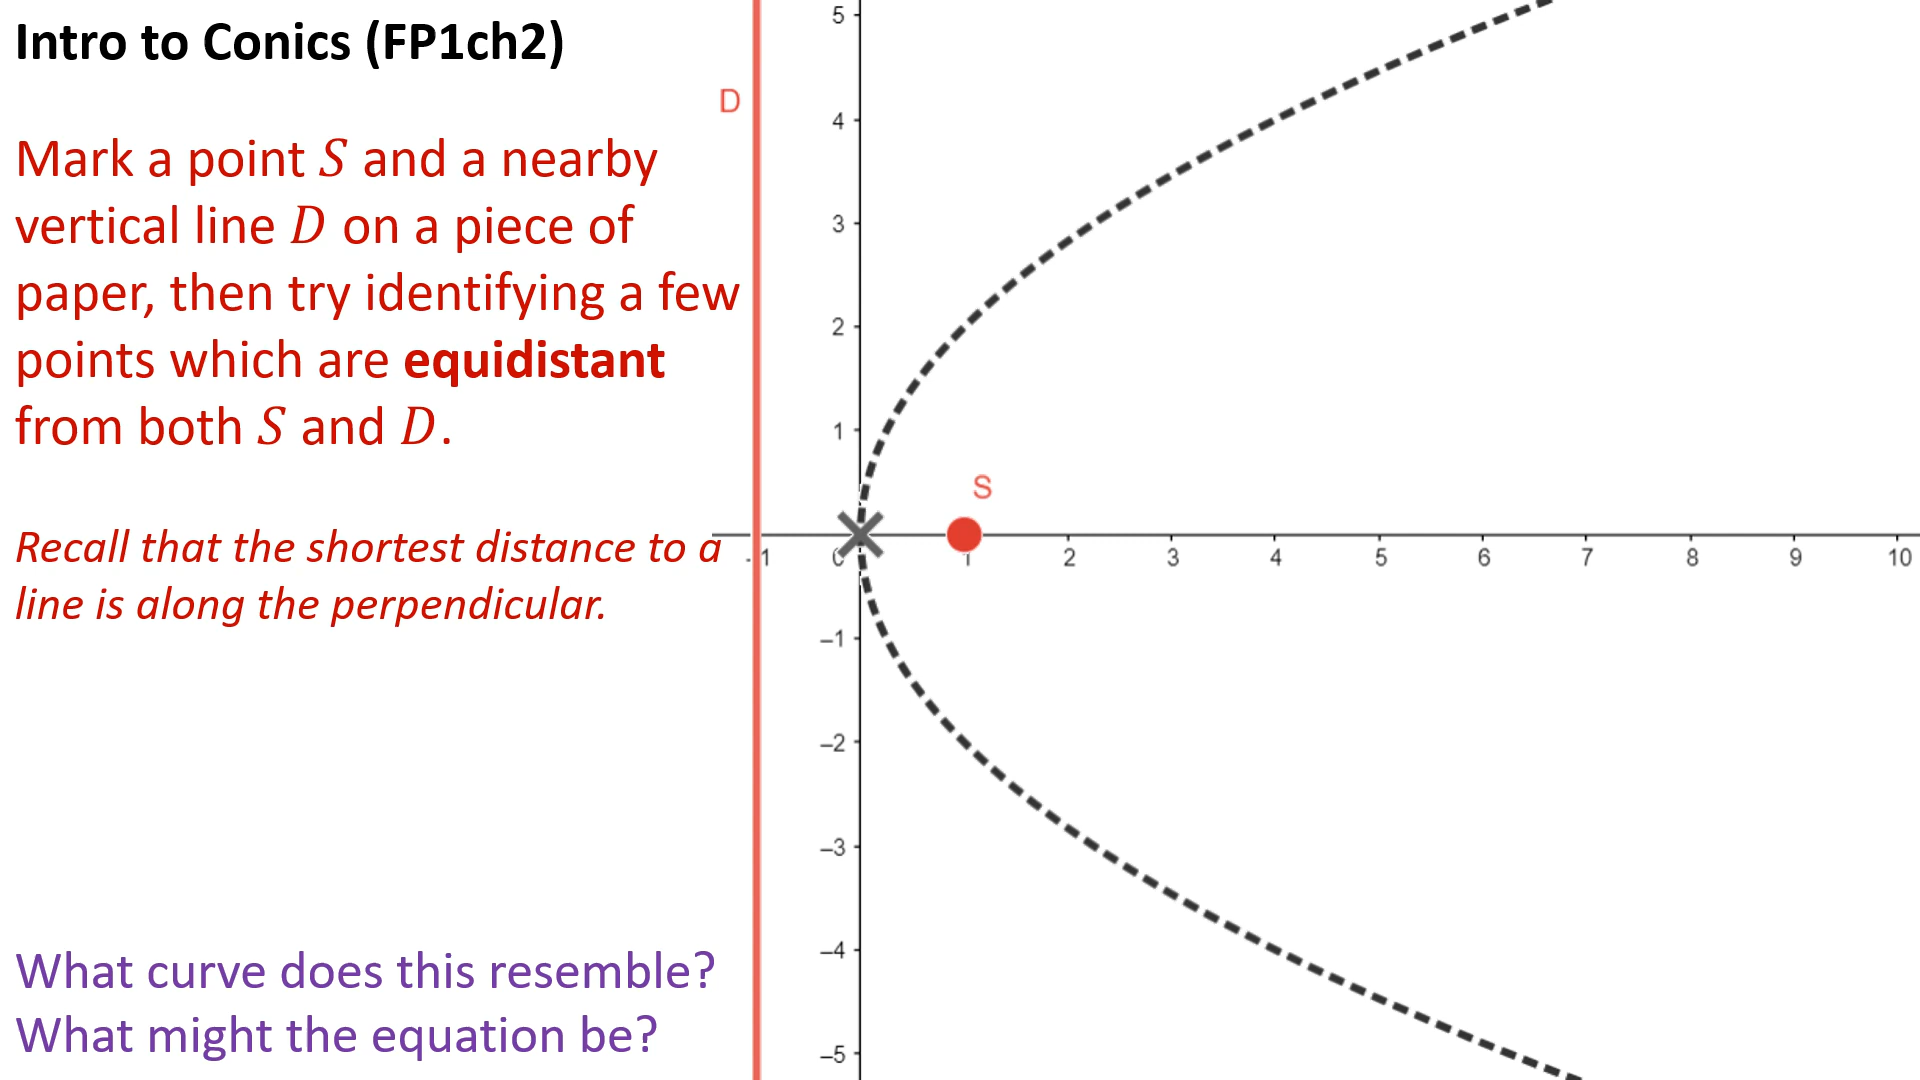 Intro to Conics (FP1ch2)
Mark a point S and a nearby
vertical line D on a piece of
paper, then try identifying a few
points which are equidistant
from both S and D.
Recall that the shortest distance to a
line is along the perpendicular.
What curve does this resemble?
What might the equation be?
D
S
5
4
3
2
1
0
–1
–2
–3
–4
–5
-1 1 2 3 4 5 6 7 8 9 10